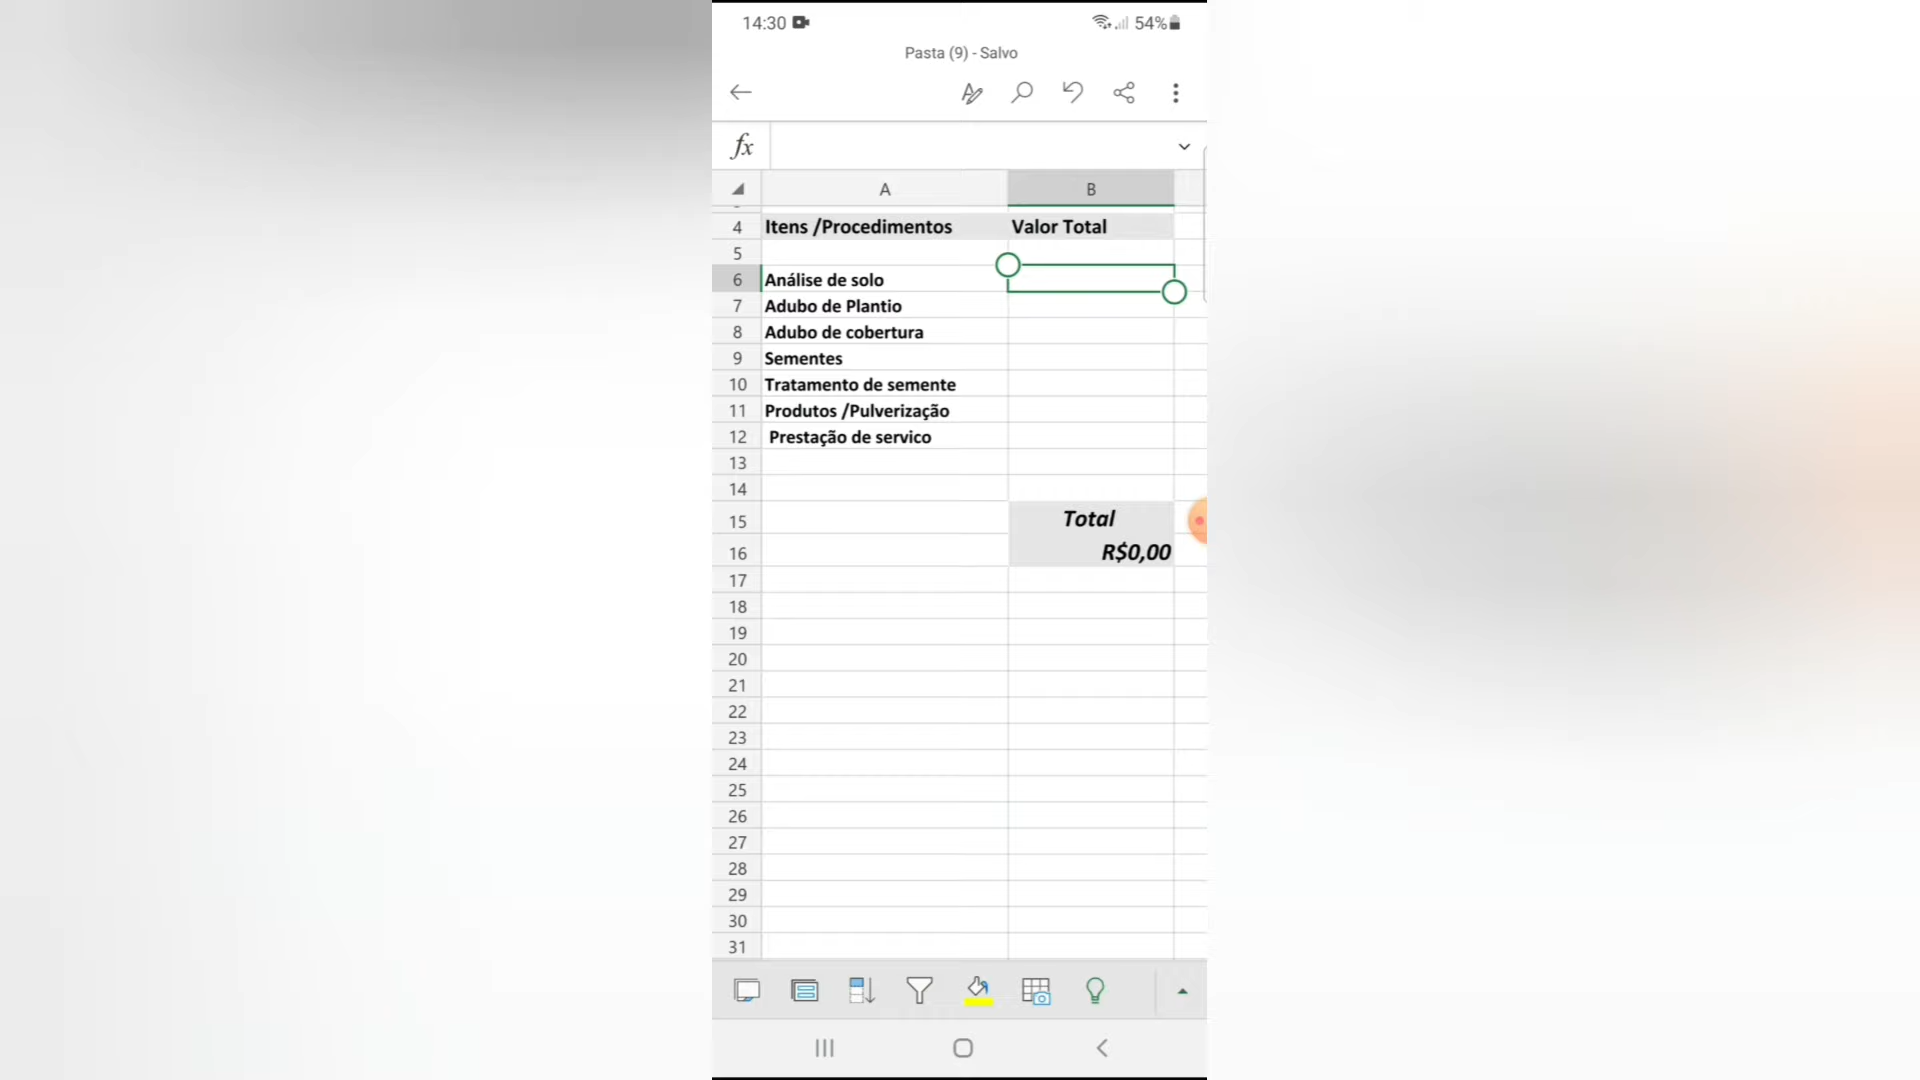 14:30 54%
Pasta (9) - Salvo
fx
A B
4 Itens /Procedimentos Valor Total
5
6 Análise de solo
7 Adubo de Plantio
8 Adubo de cobertura
9 Sementes
10 Tratamento de semente
11 Produtos /Pulverização
12 Prestação de servico
13
14
15 Total
16 R$0,00
17
18
19
20
21
22
23
24
25
26
27
28
29
30
31